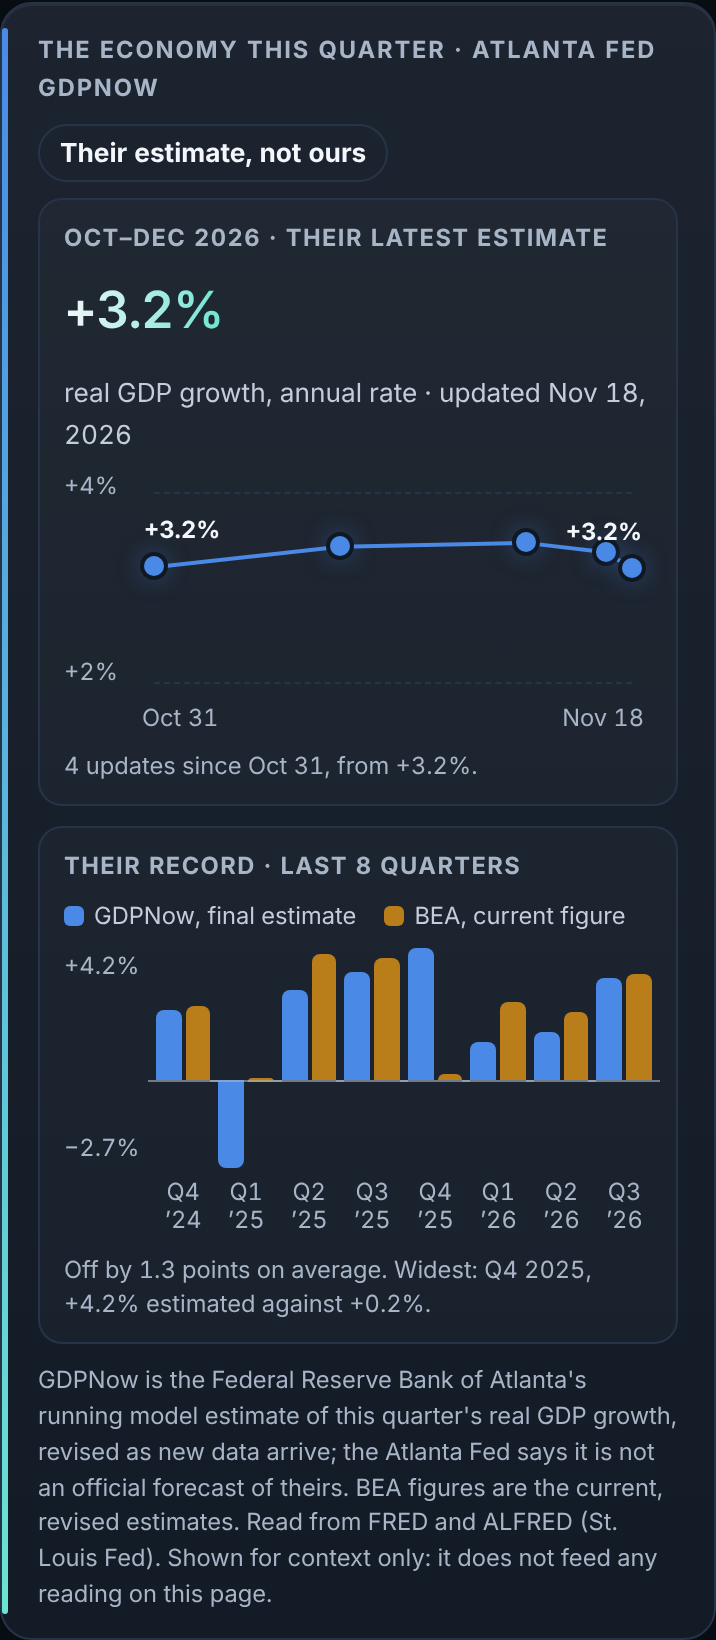 THE ECONOMY THIS QUARTER · ATLANTA FED
GDPNOW
Their estimate, not ours
OCT–DEC 2026 · THEIR LATEST ESTIMATE
+3.2%
real GDP growth, annual rate · updated Nov 18,
2026
+4%
+3.2%
+3.2%
+2%
Oct 31
Nov 18
4 updates since Oct 31, from +3.2%.
THEIR RECORD · LAST 8 QUARTERS
GDPNow, final estimate
BEA, current figure
+4.2%
−2.7%
Q4 Q1 Q2 Q3 Q4 Q1 Q2 Q3
’24 ’25 ’25 ’25 ’25 ’26 ’26 ’26
Off by 1.3 points on average. Widest: Q4 2025,
+4.2% estimated against +0.2%.
GDPNow is the Federal Reserve Bank of Atlanta's
running model estimate of this quarter's real GDP growth,
revised as new data arrive; the Atlanta Fed says it is not
an official forecast of theirs. BEA figures are the current,
revised estimates. Read from FRED and ALFRED (St.
Louis Fed). Shown for context only: it does not feed any
reading on this page.